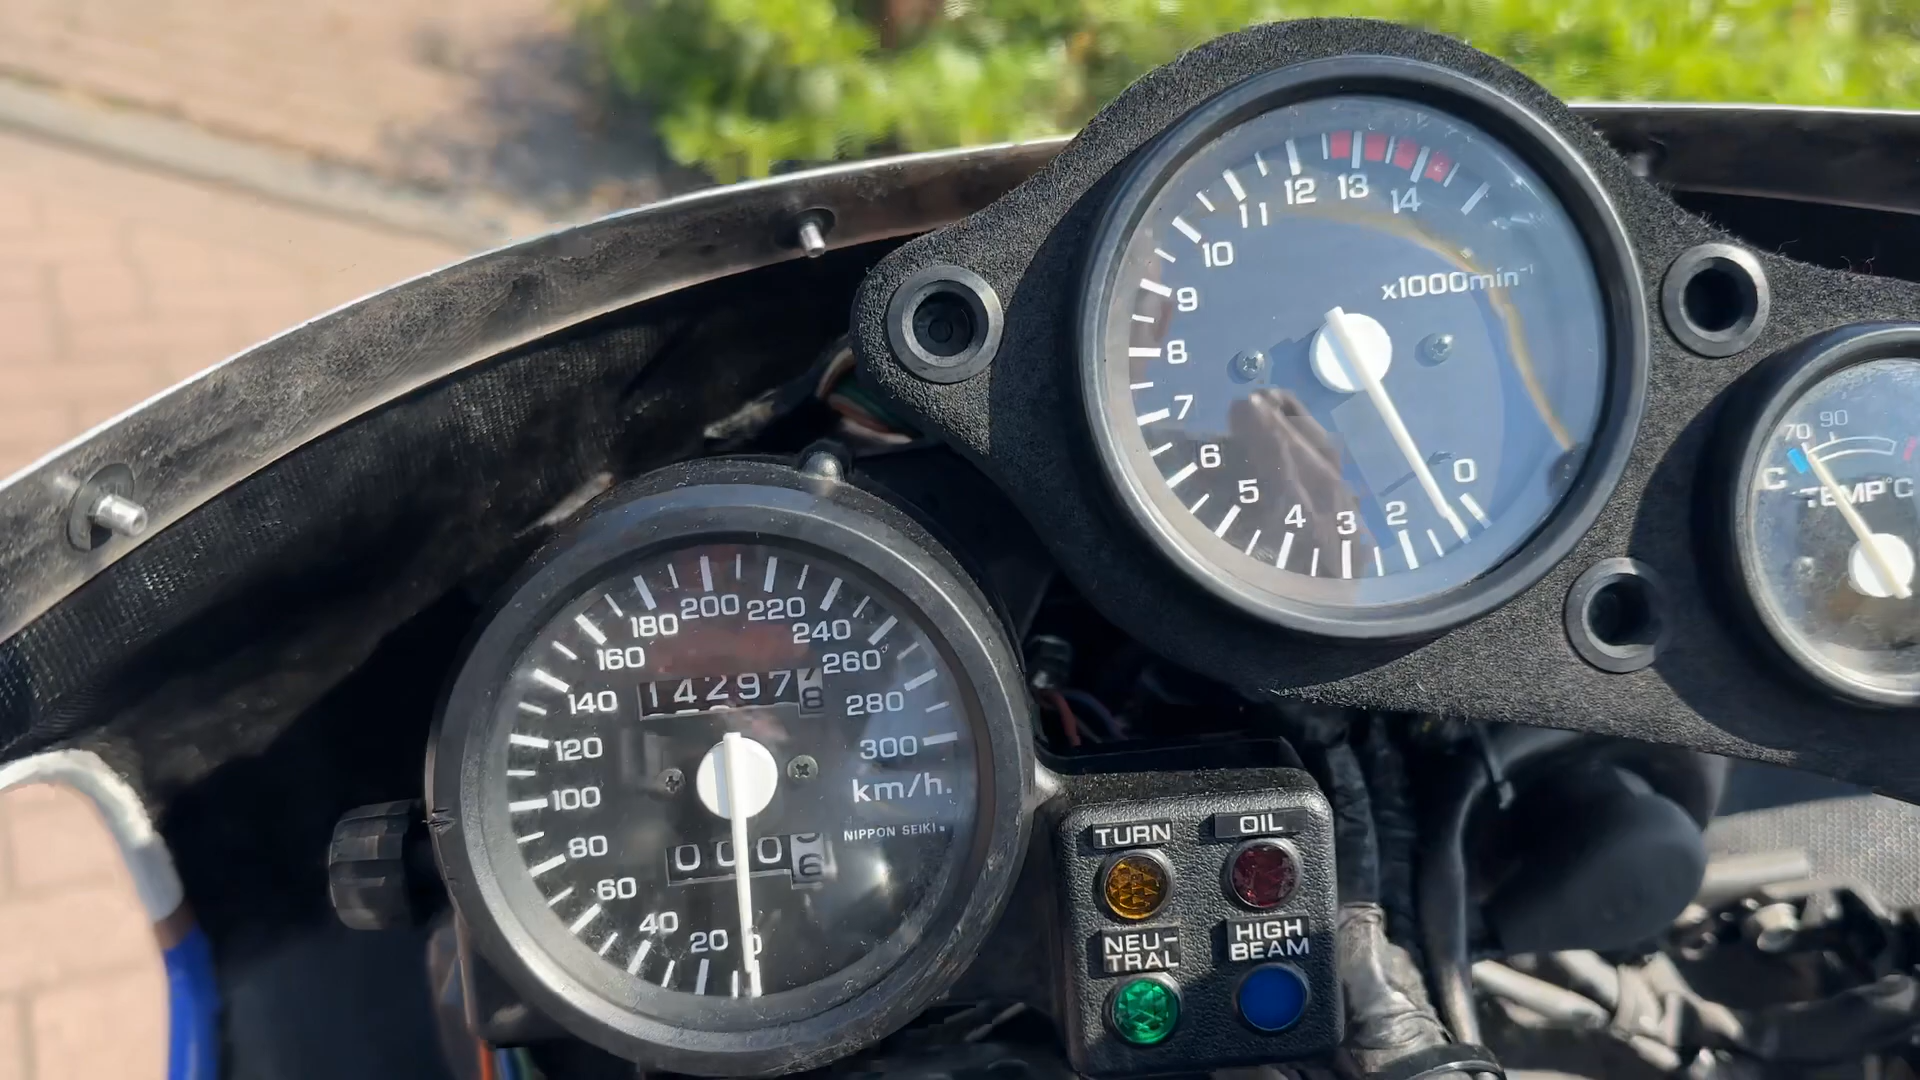 12 13 14
11
10
x1000min⁻¹
9
8
7
6
5
4
3
2
0
70 90
C
TEMP°C
200 220
180
240
160
260
140
14297
280
120
300
100
km/h.
NIPPON SEIKI
80
000 6
60
40
20
0
TURN
OIL
NEU-
TRAL
HIGH
BEAM